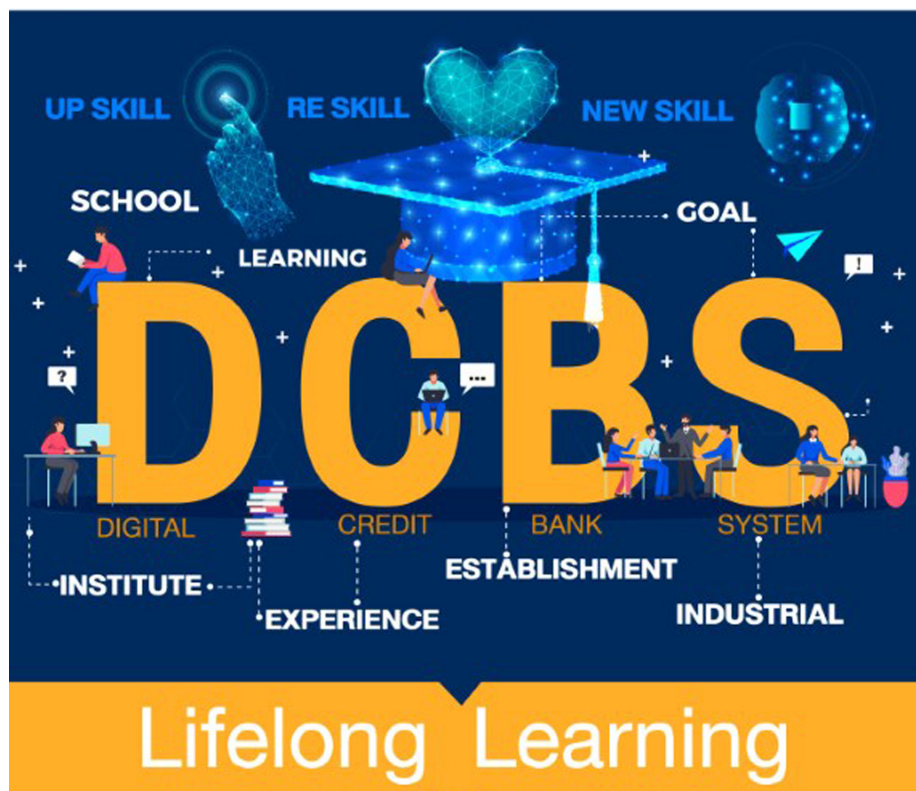 UP SKILL
RE SKILL
NEW SKILL
SCHOOL
GOAL
LEARNING
!
?
...
DCBS
DIGITAL
CREDIT
BANK
SYSTEM
ESTABLISHMENT
INSTITUTE
INDUSTRIAL
EXPERIENCE
Lifelong Learning